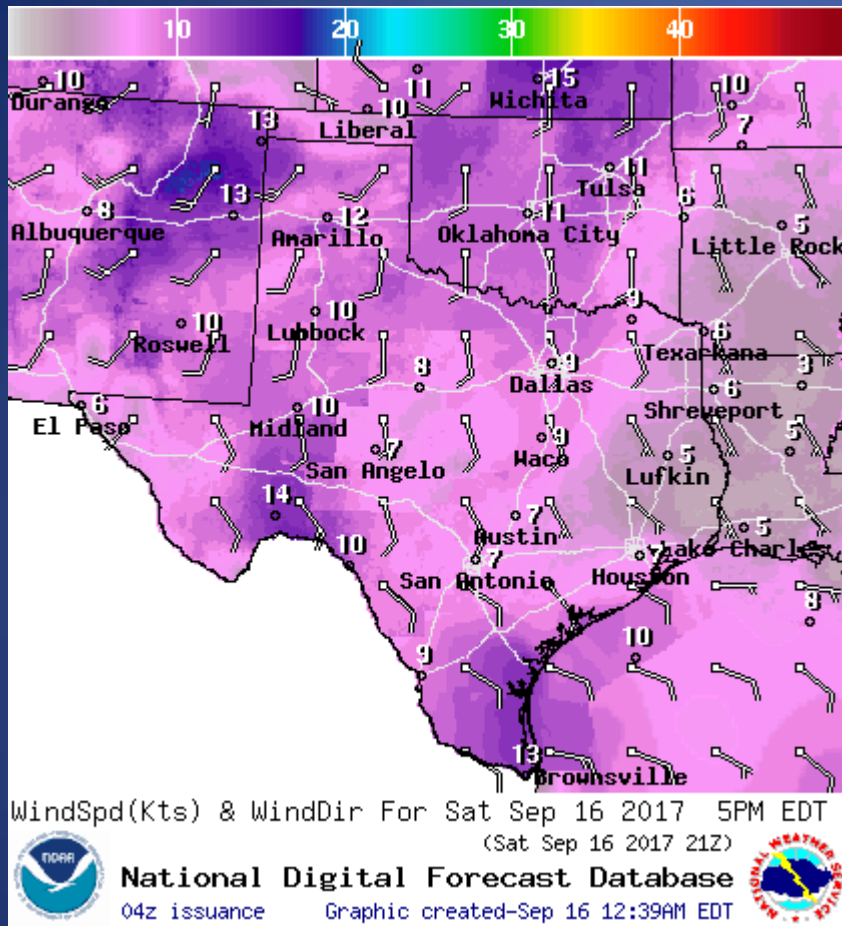 10 20 30 40
10 11 15 10
Durango Wichita
13 10 7
Liberal
11
Tulsa
8 13 12 11 6 5
Albuquerque Amarillo Oklahoma City Little Rock
10 10 9
Roswell Lubbock 6
Texarkana
8 9 3
Dallas
6 10 6
El Paso Midland Shreveport
7 9 5 5
San Angelo Waco Lufkin
14 7 5
Austin
10 7 7 Lake Charles
San Antonio Houston
8
10
9
13
Brownsville
WindSpd(Kts) & WindDir For Sat Sep 16 2017 5PM EDT
(Sat Sep 16 2017 21Z)
NOAA
National Digital Forecast Database
04z issuance Graphic created-Sep 16 12:39AM EDT
NATIONAL WEATHER SERVICE